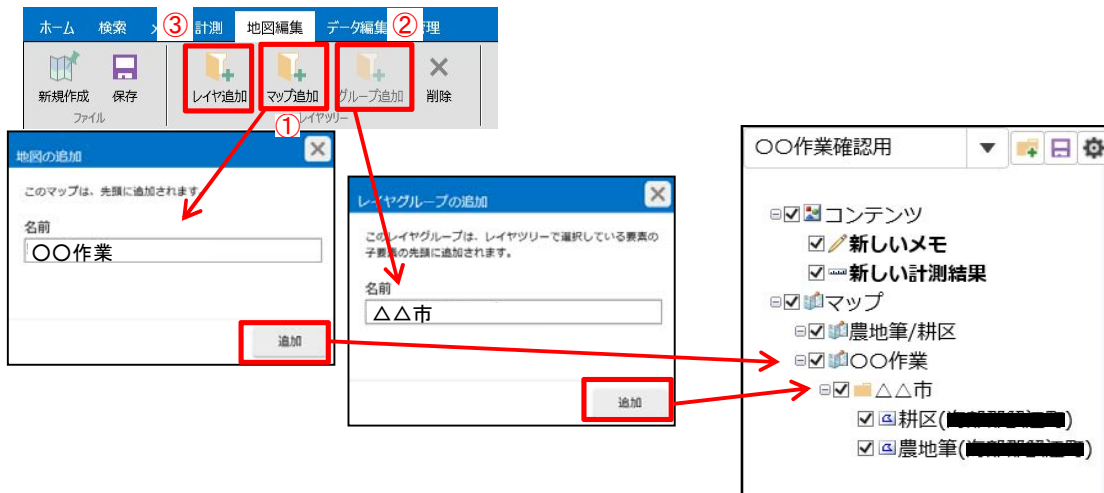 ホーム 検索 ③ 計測 地図編集 データ編集 ② 管理
新規作成 保存 レイヤ追加 マップ追加 グループ追加 削除
ファイル ① レイヤツリー
地図の追加
このマップは、先頭に追加されます。
名前
〇〇作業
追加
レイヤグループの追加
このレイヤグループは、レイヤツリーで選択している要素の
子要素の先頭に追加されます。
名前
△△市
追加
〇〇作業確認用
コンテンツ
新しいメモ
新しい計測結果
マップ
農地筆/耕区
〇〇作業
△△市
耕区( )
農地筆( )